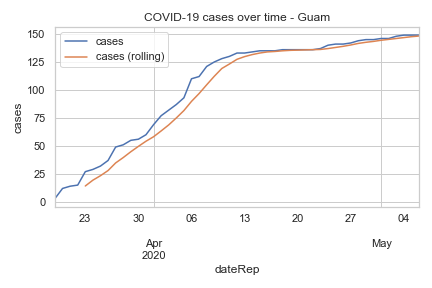 COVID-19 cases over time - Guam
cases
cases (rolling)
150
125
100
75
50
25
0
cases
23 30 06 13 20 27 04
Apr May
2020
dateRep